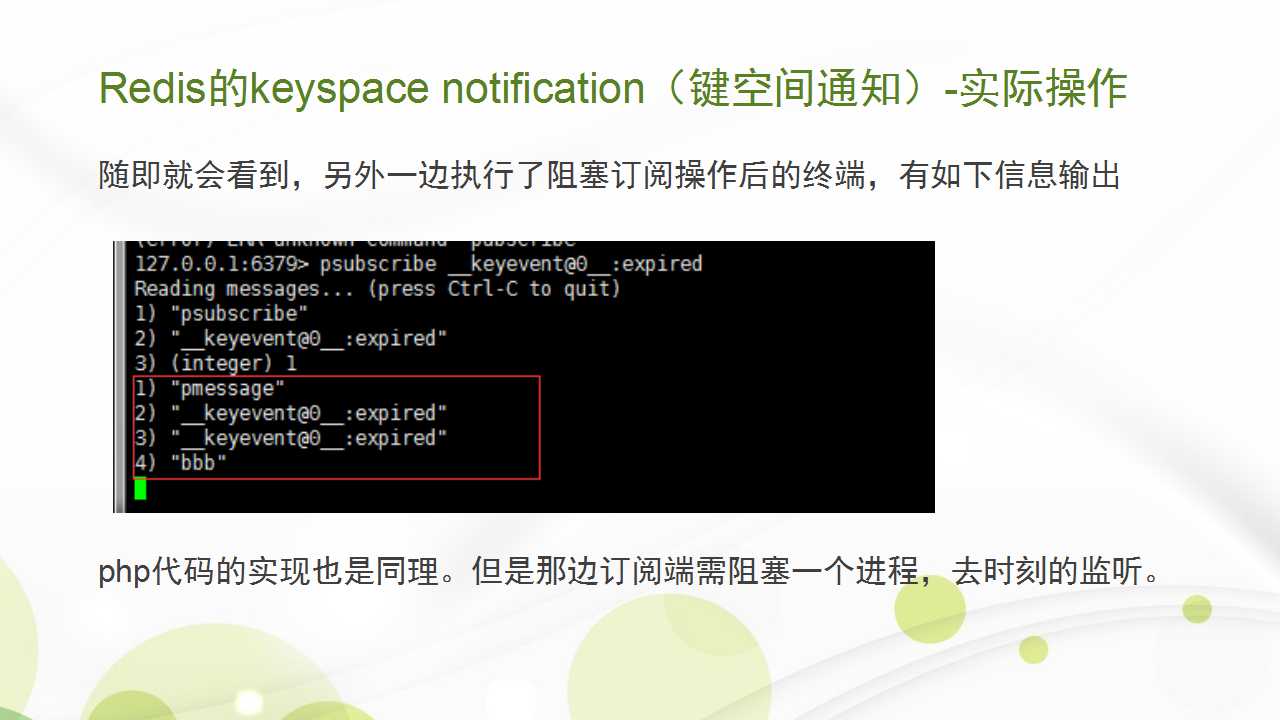 Redis的keyspace notification（键空间通知）-实际操作
随即就会看到，另外一边执行了阻塞订阅操作后的终端，有如下信息输出
127.0.0.1:6379> psubscribe __keyevent@0__:expired
Reading messages... (press Ctrl-C to quit)
1) "psubscribe"
2) "__keyevent@0__:expired"
3) (integer) 1
1) "pmessage"
2) "__keyevent@0__:expired"
3) "__keyevent@0__:expired"
4) "bbb"
php代码的实现也是同理。但是那边订阅端需阻塞一个进程，去时刻的监听。